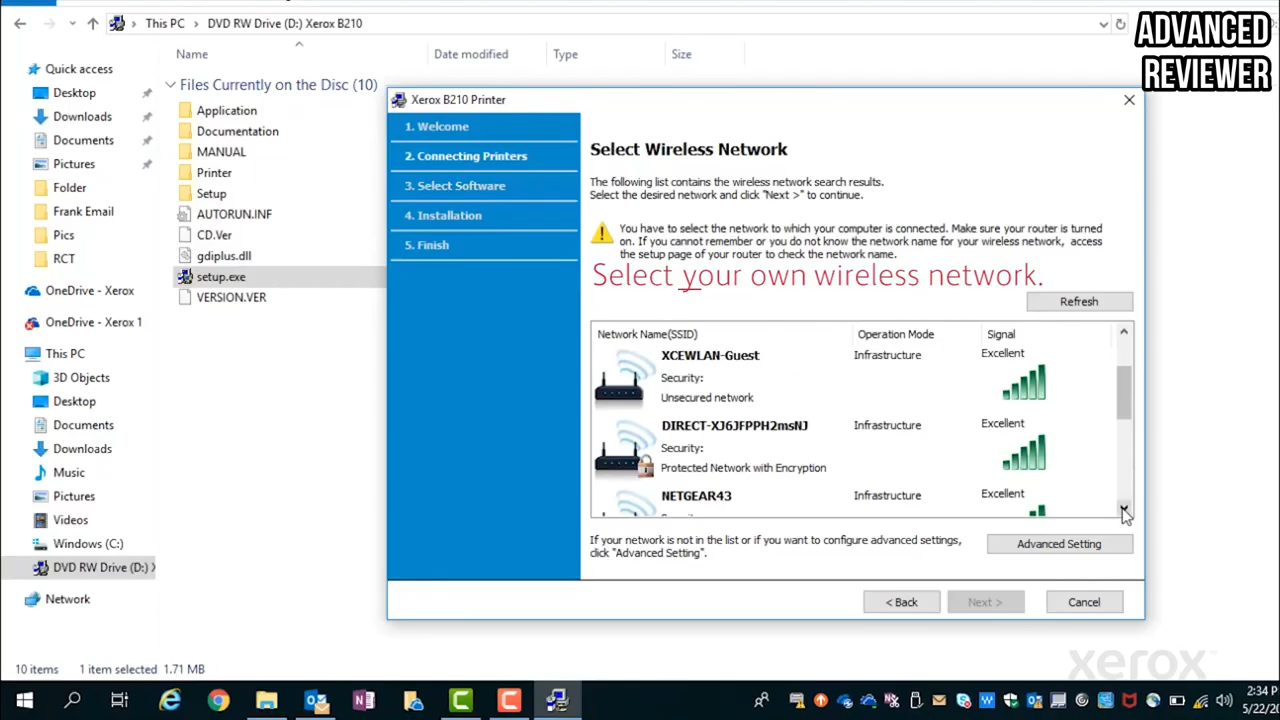 This PC > DVD RW Drive (D:) Xerox B210
ADVANCED
REVIEWER
Name
Date modified
Type
Size
Quick access
Desktop
Downloads
Documents
Pictures
Folder
Frank Email
Pics
RCT
OneDrive - Xerox
OneDrive - Xerox 1
This PC
3D Objects
Desktop
Documents
Downloads
Music
Pictures
Videos
Windows (C:)
DVD RW Drive (D:) X
Network
Files Currently on the Disc (10)
Application
Documentation
MANUAL
Printer
Setup
AUTORUN.INF
CD.Ver
gdiplus.dll
setup.exe
VERSION.VER
Xerox B210 Printer
1. Welcome
2. Connecting Printers
3. Select Software
4. Installation
5. Finish
Select Wireless Network
The following list contains the wireless network search results.
Select the desired network and click "Next >" to continue.
You have to select the network to which your computer is connected. Make sure your router is turned
on. If you cannot remember or you do not know the network name for your wireless network, access
the setup page of your router to check the network name.
Select your own wireless network.
Refresh
Network Name(SSID) Operation Mode Signal
XCEWLAN-Guest Infrastructure Excellent
Security:
Unsecured network
DIRECT-XJ6JFPPH2msNJ Infrastructure Excellent
Security:
Protected Network with Encryption
NETGEAR43 Infrastructure Excellent
If your network is not in the list or if you want to configure advanced settings,
click "Advanced Setting".
Advanced Setting
< Back
Next >
Cancel
10 items 1 item selected 1.71 MB
xerox™
2:34 P
5/22/20